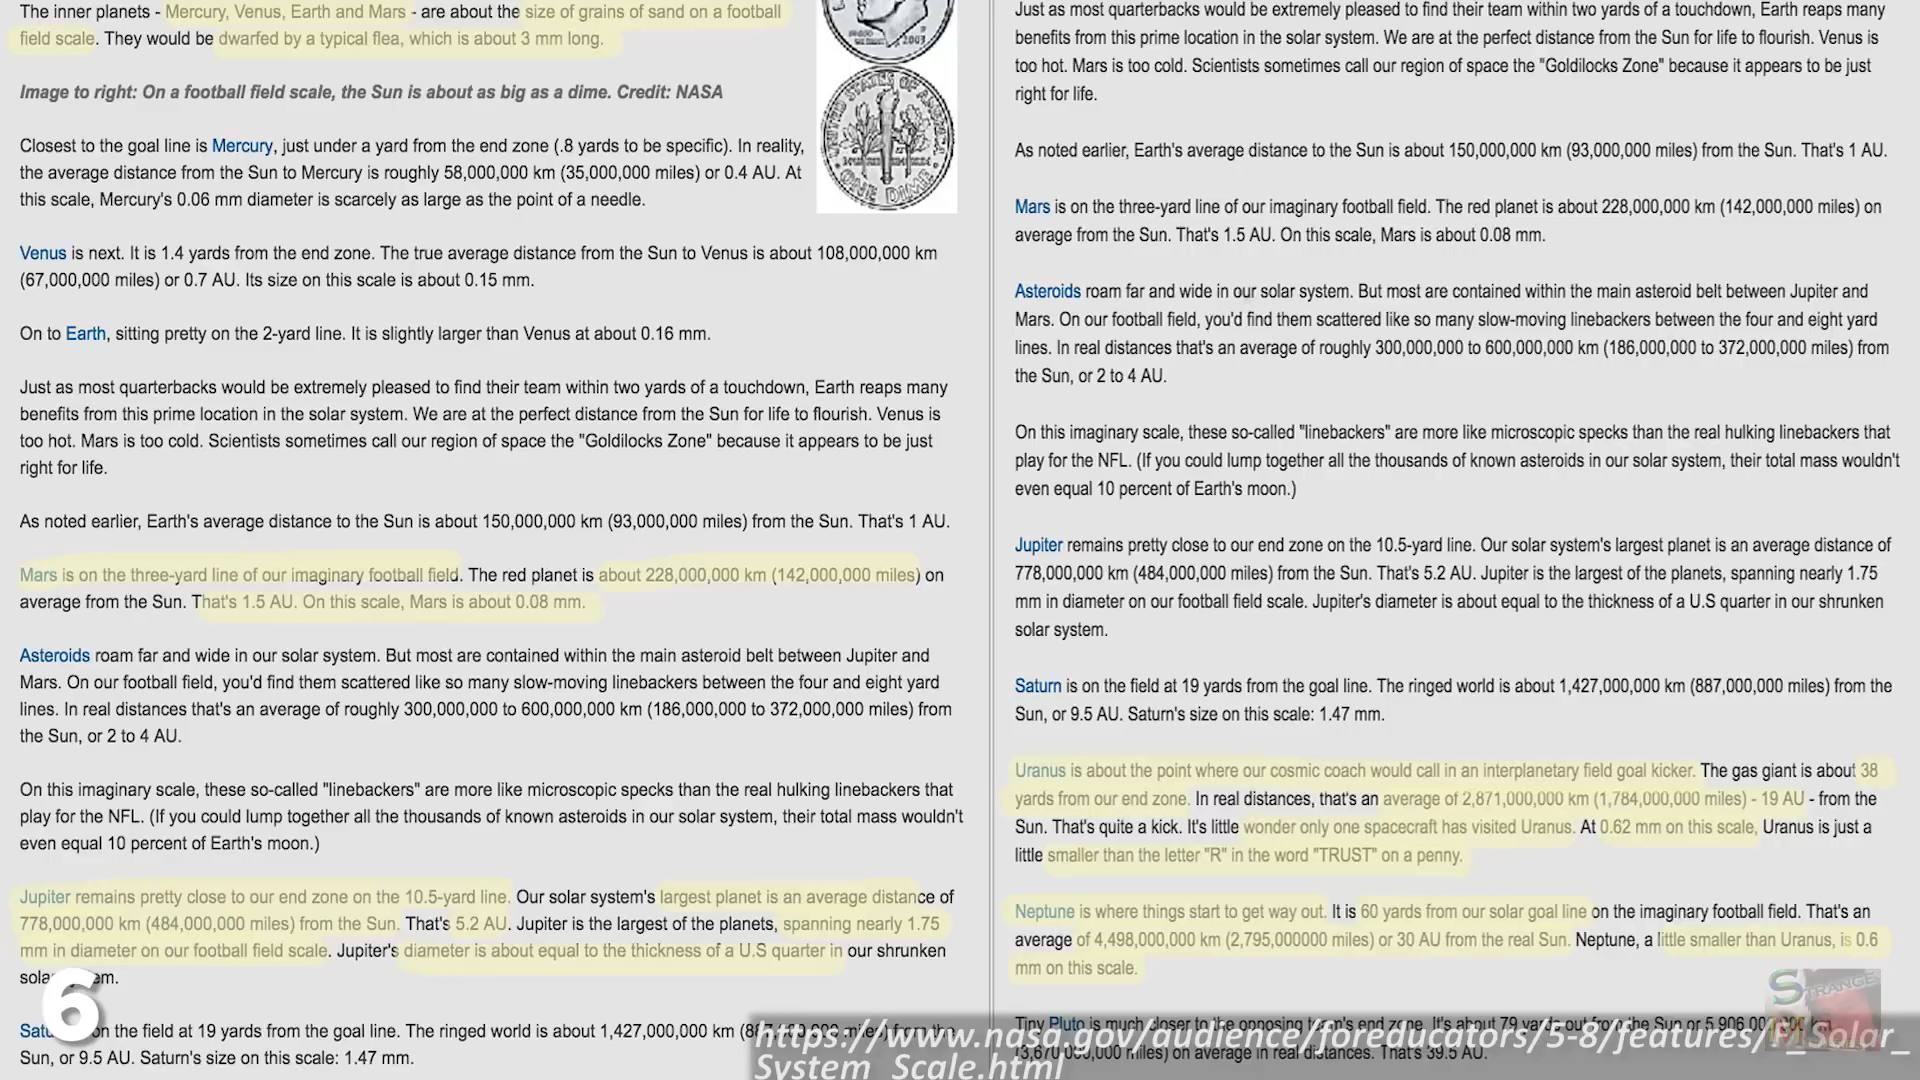 The inner planets - Mercury, Venus, Earth and Mars - are about the size of grains of sand on a football
field scale. They would be dwarfed by a typical flea, which is about 3 mm long.
Image to right: On a football field scale, the Sun is about as big as a dime. Credit: NASA
2003
UNITED STATES OF AMERICA
ONE DIME
Closest to the goal line is Mercury, just under a yard from the end zone (.8 yards to be specific). In reality,
the average distance from the Sun to Mercury is roughly 58,000,000 km (35,000,000 miles) or 0.4 AU. At
this scale, Mercury's 0.06 mm diameter is scarcely as large as the point of a needle.
Venus is next. It is 1.4 yards from the end zone. The true average distance from the Sun to Venus is about 108,000,000 km
(67,000,000 miles) or 0.7 AU. Its size on this scale is about 0.15 mm.
On to Earth, sitting pretty on the 2-yard line. It is slightly larger than Venus at about 0.16 mm.
Just as most quarterbacks would be extremely pleased to find their team within two yards of a touchdown, Earth reaps many
benefits from this prime location in the solar system. We are at the perfect distance from the Sun for life to flourish. Venus is
too hot. Mars is too cold. Scientists sometimes call our region of space the "Goldilocks Zone" because it appears to be just
right for life.
As noted earlier, Earth's average distance to the Sun is about 150,000,000 km (93,000,000 miles) from the Sun. That's 1 AU.
Mars is on the three-yard line of our imaginary football field. The red planet is about 228,000,000 km (142,000,000 miles) on
average from the Sun. That's 1.5 AU. On this scale, Mars is about 0.08 mm.
Asteroids roam far and wide in our solar system. But most are contained within the main asteroid belt between Jupiter and
Mars. On our football field, you'd find them scattered like so many slow-moving linebackers between the four and eight yard
lines. In real distances that's an average of roughly 300,000,000 to 600,000,000 km (186,000,000 to 372,000,000 miles) from
the Sun, or 2 to 4 AU.
On this imaginary scale, these so-called "linebackers" are more like microscopic specks than the real hulking linebackers that
play for the NFL. (If you could lump together all the thousands of known asteroids in our solar system, their total mass wouldn't
even equal 10 percent of Earth's moon.)
Jupiter remains pretty close to our end zone on the 10.5-yard line. Our solar system's largest planet is an average distance of
778,000,000 km (484,000,000 miles) from the Sun. That's 5.2 AU. Jupiter is the largest of the planets, spanning nearly 1.75
mm in diameter on our football field scale. Jupiter's diameter is about equal to the thickness of a U.S quarter in our shrunken
6
on the field at 19 yards from the goal line. The ringed world is about 1,427,000,000 km from the
Sun, or 9.5 AU. Saturn's size on this scale: 1.47 mm.
Just as most quarterbacks would be extremely pleased to find their team within two yards of a touchdown, Earth reaps many
benefits from this prime location in the solar system. We are at the perfect distance from the Sun for life to flourish. Venus is
too hot. Mars is too cold. Scientists sometimes call our region of space the "Goldilocks Zone" because it appears to be just
right for life.
As noted earlier, Earth's average distance to the Sun is about 150,000,000 km (93,000,000 miles) from the Sun. That's 1 AU.
Mars is on the three-yard line of our imaginary football field. The red planet is about 228,000,000 km (142,000,000 miles) on
average from the Sun. That's 1.5 AU. On this scale, Mars is about 0.08 mm.
Asteroids roam far and wide in our solar system. But most are contained within the main asteroid belt between Jupiter and
Mars. On our football field, you'd find them scattered like so many slow-moving linebackers between the four and eight yard
lines. In real distances that's an average of roughly 300,000,000 to 600,000,000 km (186,000,000 to 372,000,000 miles) from
the Sun, or 2 to 4 AU.
On this imaginary scale, these so-called "linebackers" are more like microscopic specks than the real hulking linebackers that
play for the NFL. (If you could lump together all the thousands of known asteroids in our solar system, their total mass wouldn't
even equal 10 percent of Earth's moon.)
Jupiter remains pretty close to our end zone on the 10.5-yard line. Our solar system's largest planet is an average distance of
778,000,000 km (484,000,000 miles) from the Sun. That's 5.2 AU. Jupiter is the largest of the planets, spanning nearly 1.75
mm in diameter on our football field scale. Jupiter's diameter is about equal to the thickness of a U.S quarter in our shrunken
solar system.
Saturn is on the field at 19 yards from the goal line. The ringed world is about 1,427,000,000 km (887,000,000 miles) from the
Sun, or 9.5 AU. Saturn's size on this scale: 1.47 mm.
Uranus is about the point where our cosmic coach would call in an interplanetary field goal kicker. The gas giant is about 38
yards from our end zone. In real distances, that's an average of 2,871,000,000 km (1,784,000,000 miles) - 19 AU - from the
Sun. That's quite a kick. It's little wonder only one spacecraft has visited Uranus. At 0.62 mm on this scale, Uranus is just a
little smaller than the letter "R" in the word "TRUST" on a penny.
Neptune is where things start to get way out. It is 60 yards from our solar goal line on the imaginary football field. That's an
average of 4,498,000,000 km (2,795,000000 miles) or 30 AU from the real Sun. Neptune, a little smaller than Uranus, is 0.6
mm on this scale.
STRANGE
Tiny Pluto is much closer to the opposing team's end zone. It's about 79 yards out from the Sun or
miles) on average in real distances. That's 39.5 AU.
https://www.nasa.gov/audience/foreducators/5-8/features/F_Solar_
System_Scale.html